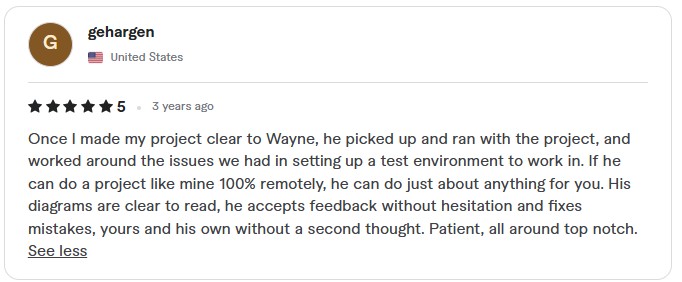 G
gehargen
United States
5
3 years ago
Once I made my project clear to Wayne, he picked up and ran with the project, and
worked around the issues we had in setting up a test environment to work in. If he
can do a project like mine 100% remotely, he can do just about anything for you. His
diagrams are clear to read, he accepts feedback without hesitation and fixes
mistakes, yours and his own without a second thought. Patient, all around top notch.
See less